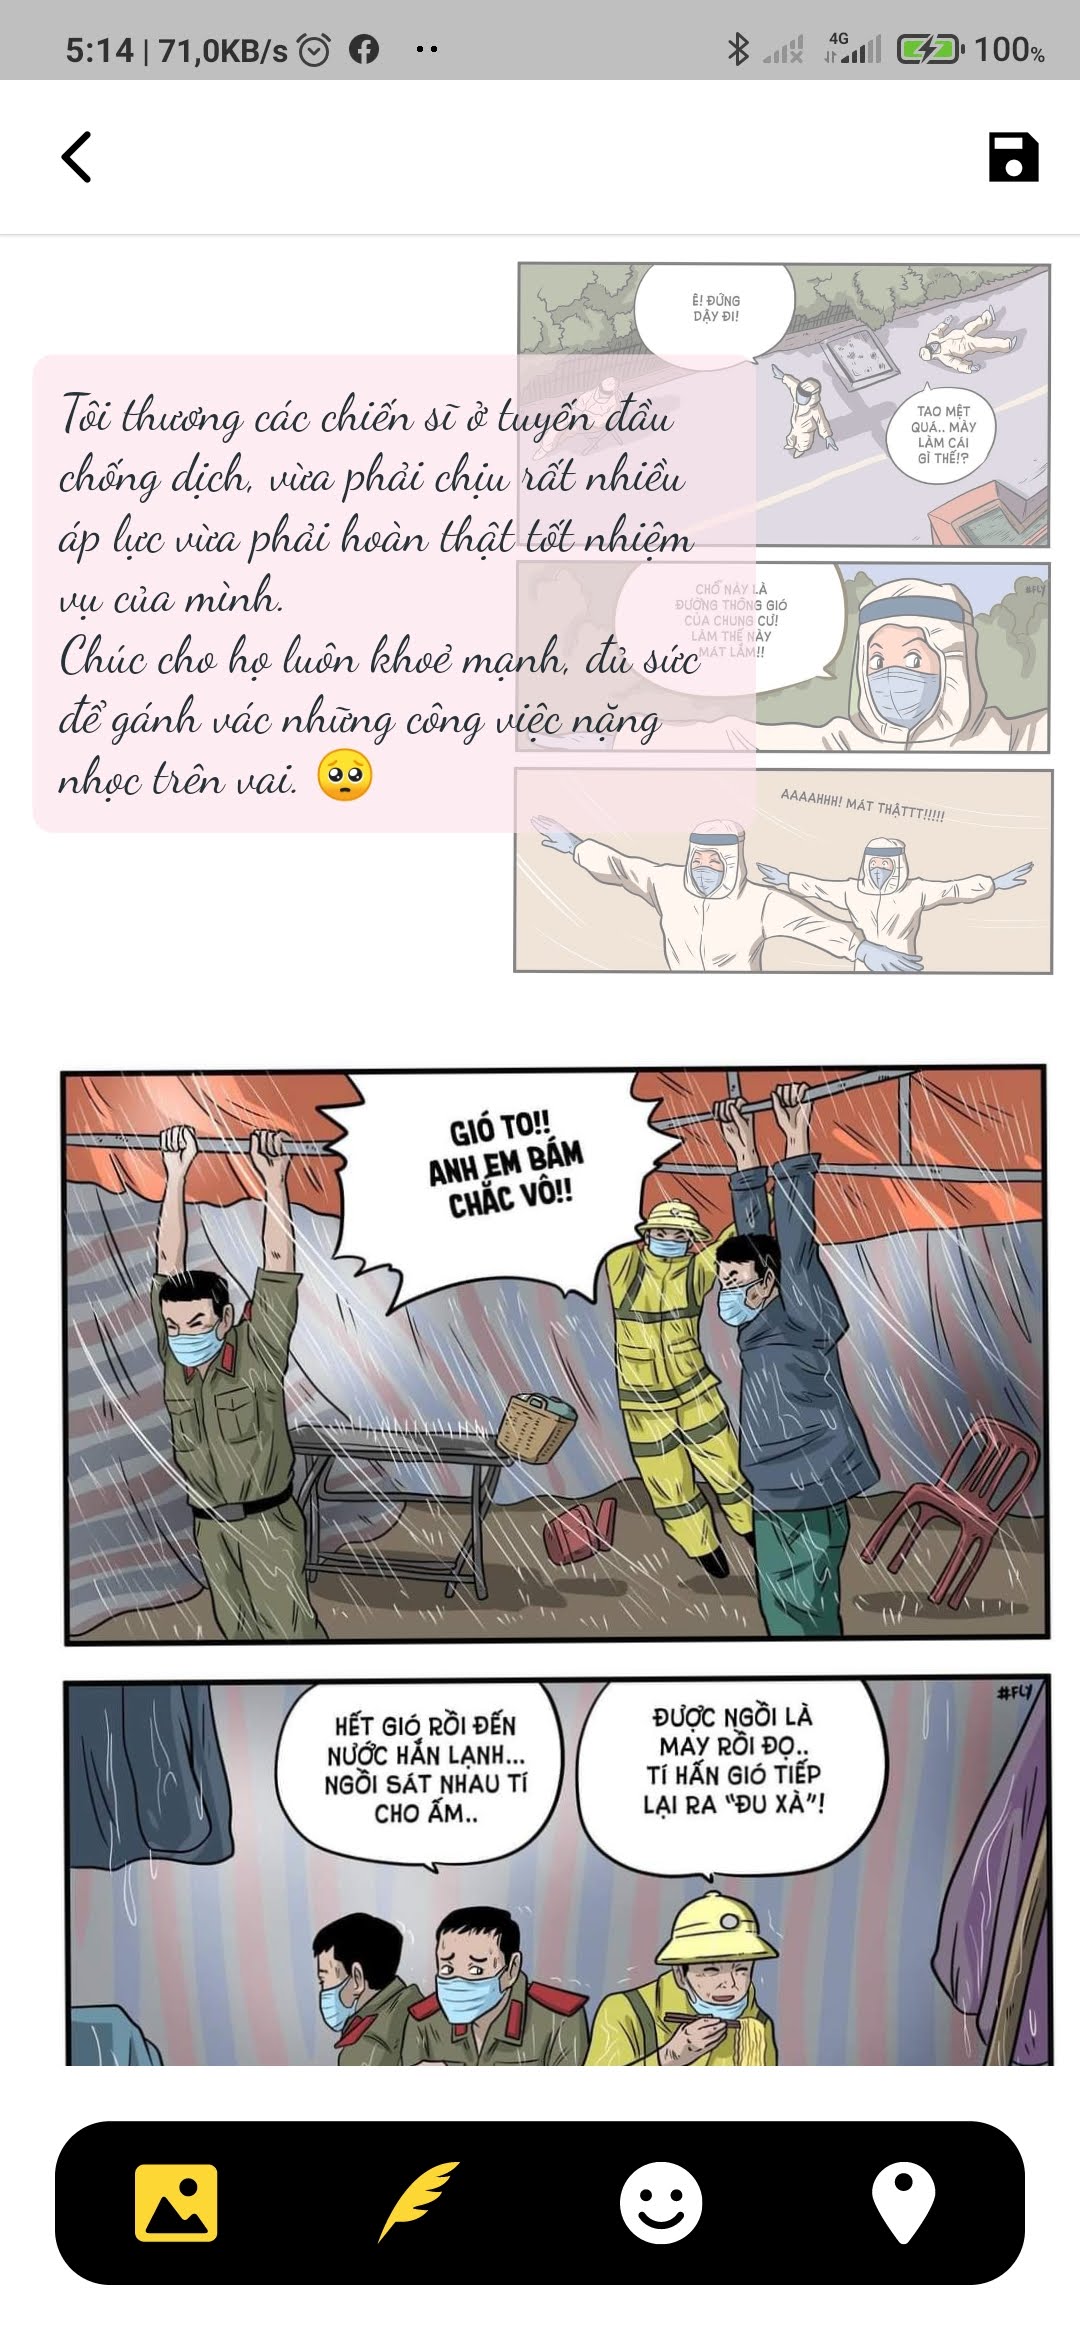 5:14 | 71,0KB/s
4G
100%
Ê! ĐỨNG
DẬY ĐI!
TAO MỆT
QUÁ.. MÀY
LÀM CÁI
GÌ THẾ!?
Tôi thương các chiến sĩ ở tuyến đầu
chống dịch, vừa phải chịu rất nhiều
áp lực vừa phải hoàn thật tốt nhiệm
vụ của mình.
Chúc cho họ luôn khoẻ mạnh, đủ sức
để gánh vác những công việc nặng
nhọc trên vai. 🥺
CHỖ NÀY LÀ
ĐƯỜNG THÔNG GIÓ
CỦA CHUNG CƯ!
LÀM THẾ NÀY
MÁT LẮM!!
#FLY
AAAAHHH! MÁT THẬTTT!!!!!
GIÓ TO!!
ANH EM BÁM
CHẮC VÔ!!
HẾT GIÓ RỒI ĐẾN
NƯỚC HẮN LẠNH...
NGỒI SÁT NHAU TÍ
CHO ẤM..
ĐƯỢC NGỒI LÀ
MAY RỒI ĐỌ..
TÍ HẤN GIÓ TIẾP
LẠI RA "ĐU XÀ"!
#FLY